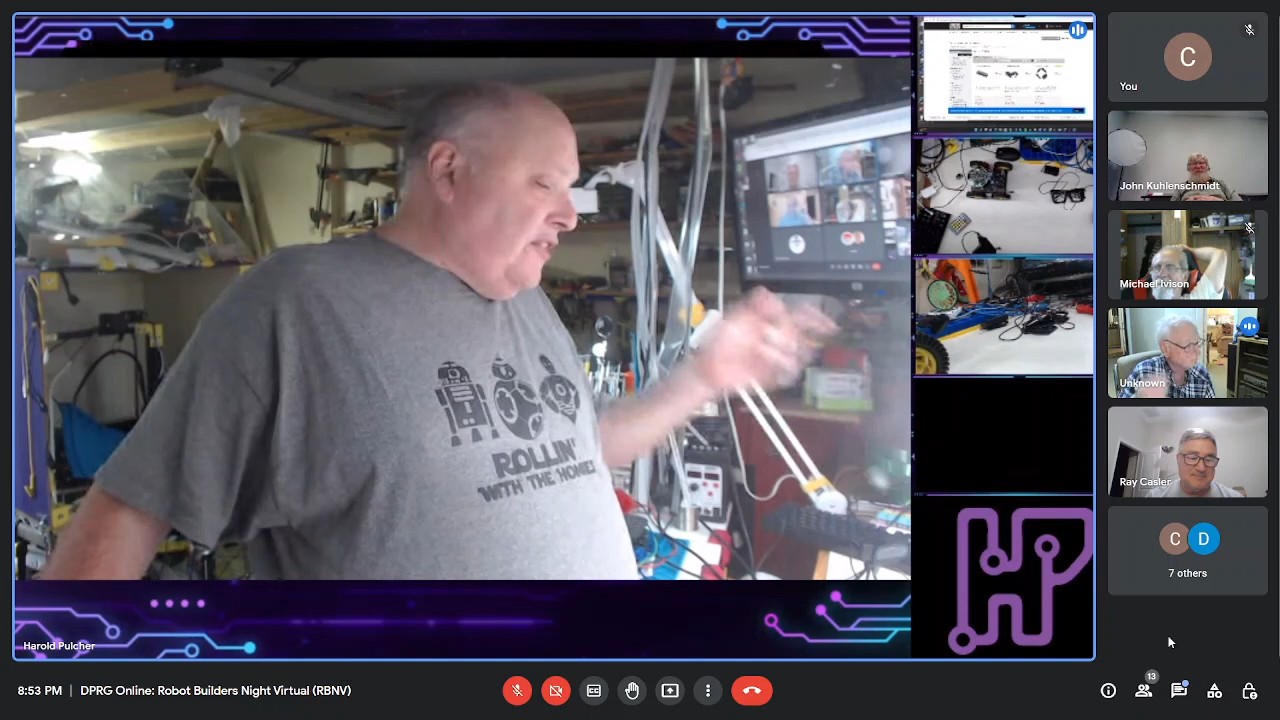 ROLLIN'
WITH THE HOMIES
Harold Pulcher
C
You
John Kuhlenschmidt
Michael Ivison
Unknown
Ray Casler
C
D
7 others
8:53 PM | DPRG Online: Robot Builders Night Virtual (RBNV)
13